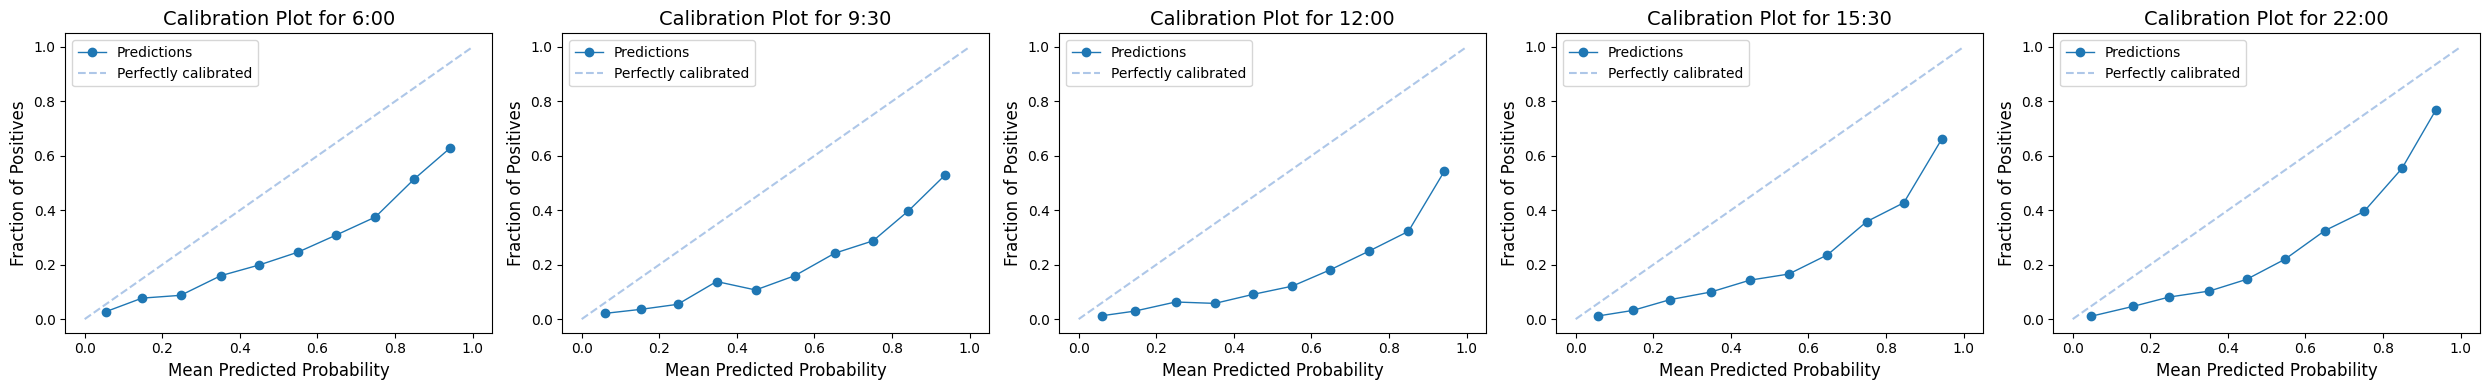 Calibration Plot for 6:00
Predictions
Perfectly calibrated
Fraction of Positives
1.0
0.8
0.6
0.4
0.2
0.0
0.0 0.2 0.4 0.6 0.8 1.0
Mean Predicted Probability
Calibration Plot for 9:30
Predictions
Perfectly calibrated
Fraction of Positives
1.0
0.8
0.6
0.4
0.2
0.0
0.0 0.2 0.4 0.6 0.8 1.0
Mean Predicted Probability
Calibration Plot for 12:00
Predictions
Perfectly calibrated
Fraction of Positives
1.0
0.8
0.6
0.4
0.2
0.0
0.0 0.2 0.4 0.6 0.8 1.0
Mean Predicted Probability
Calibration Plot for 15:30
Predictions
Perfectly calibrated
Fraction of Positives
1.0
0.8
0.6
0.4
0.2
0.0
0.0 0.2 0.4 0.6 0.8 1.0
Mean Predicted Probability
Calibration Plot for 22:00
Predictions
Perfectly calibrated
Fraction of Positives
1.0
0.8
0.6
0.4
0.2
0.0
0.0 0.2 0.4 0.6 0.8 1.0
Mean Predicted Probability